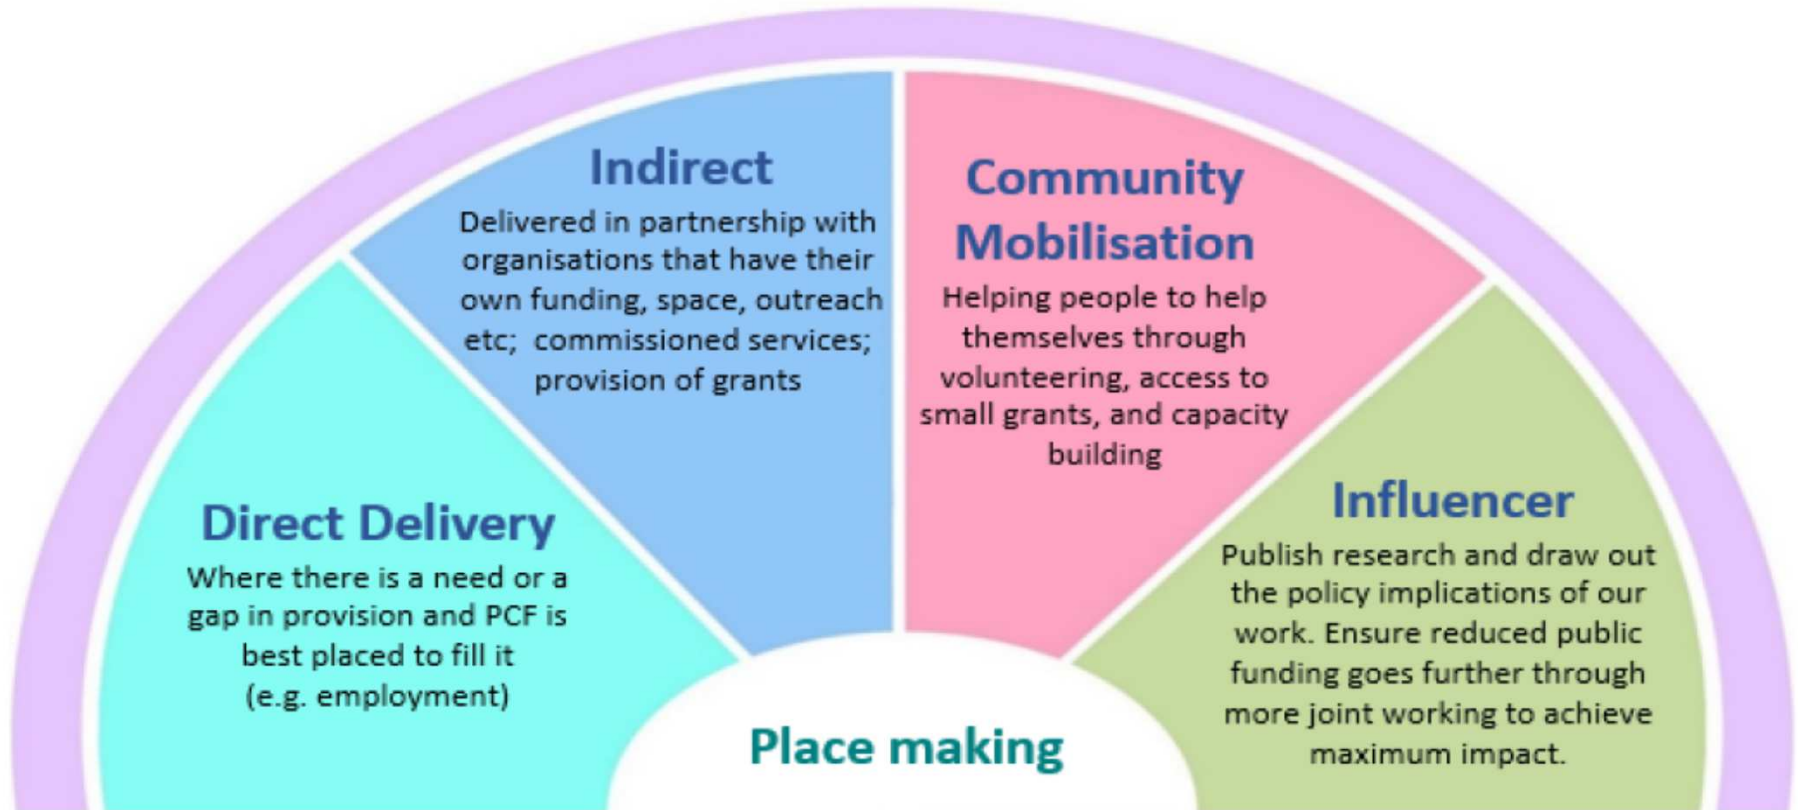 Indirect
Delivered in partnership with
organisations that have their
own funding, space, outreach
etc;  commissioned services;
provision of grants
Community
Mobilisation
Helping people to help
themselves through
volunteering, access to
small grants, and capacity
building
Direct Delivery
Where there is a need or a
gap in provision and PCF is
best placed to fill it
(e.g. employment)
Influencer
Publish research and draw out
the policy implications of our
work. Ensure reduced public
funding goes further through
more joint working to achieve
maximum impact.
Place making